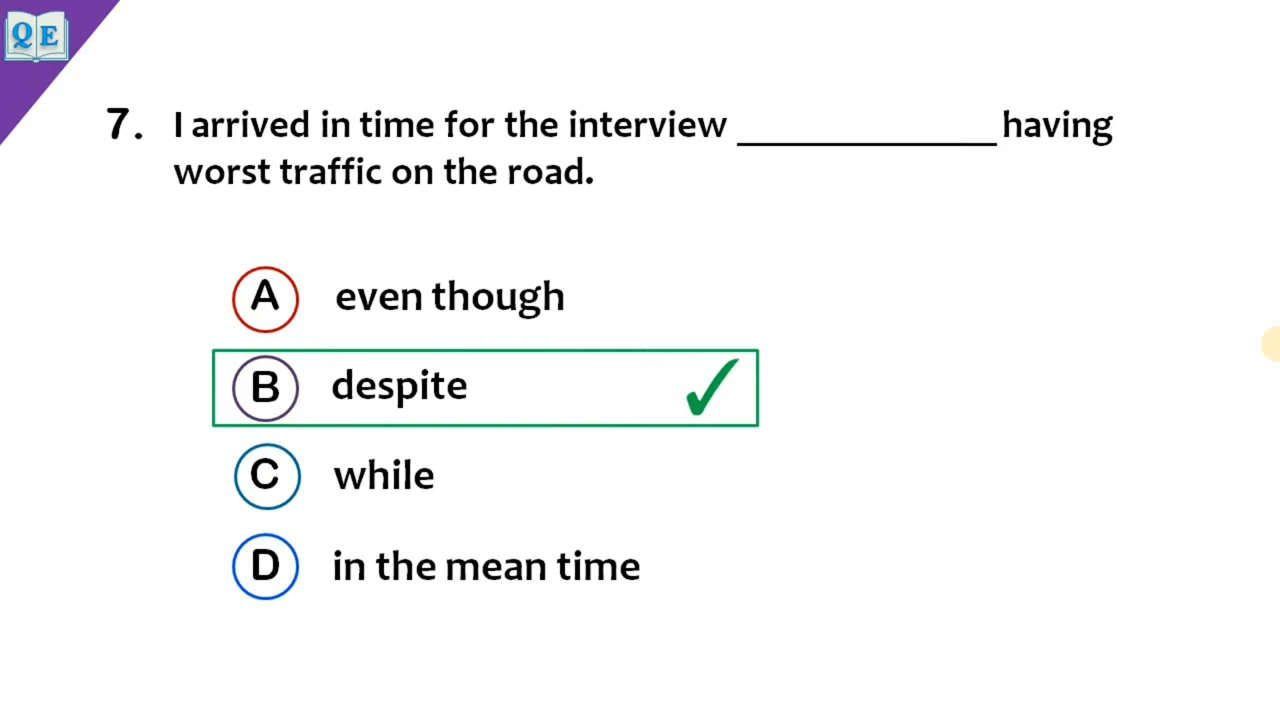 QE
7. I arrived in time for the interview ______________ having
worst traffic on the road.
A even though
B despite
C while
D in the mean time